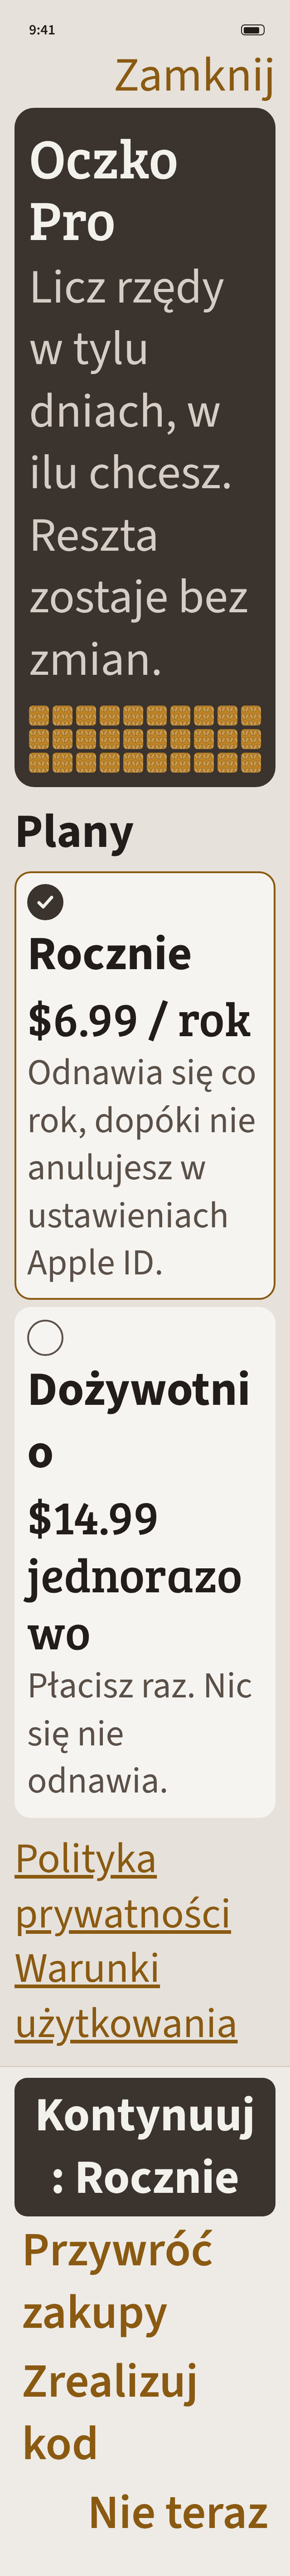 9:41
Zamknij
Oczko
Pro
Licz rzędy
w tylu
dniach, w
ilu chcesz.
Reszta
zostaje bez
zmian.
Plany
Rocznie
$6.99 / rok
Odnawia się co
rok, dopóki nie
anulujesz w
ustawieniach
Apple ID.
Dożywotni
o
$14.99
jednorazo
wo
Płacisz raz. Nic
się nie
odnawia.
Polityka
prywatności
Warunki
użytkowania
Kontynuuj
: Rocznie
Przywróć
zakupy
Zrealizuj
kod
Nie teraz